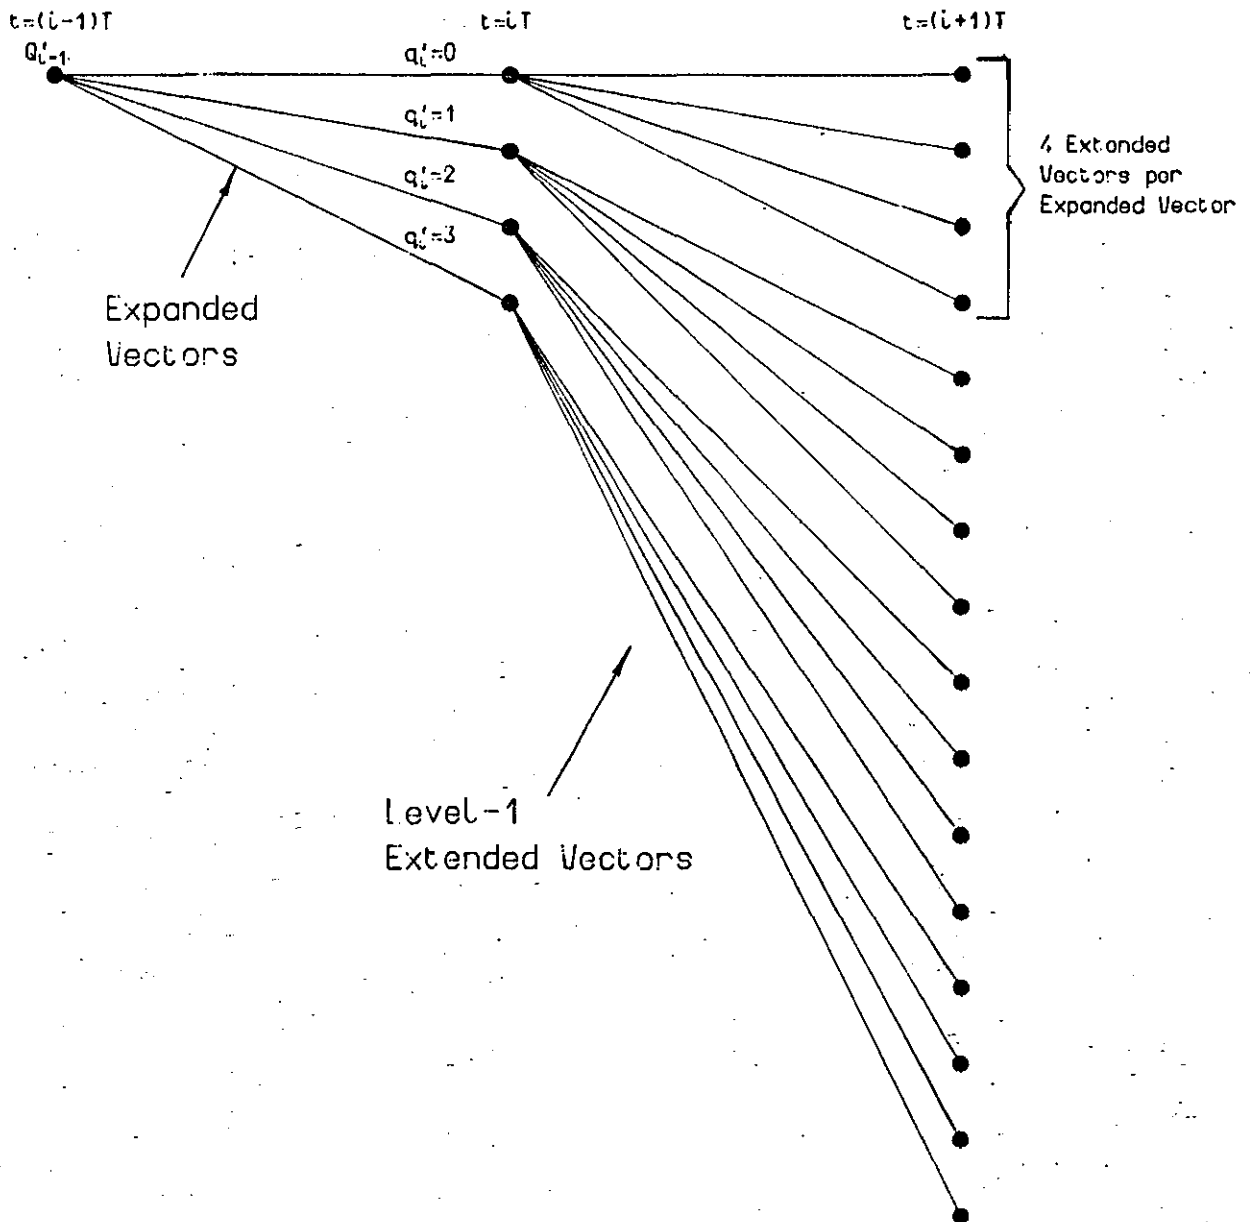 t=(i-1)T
t=iT
t=(i+1)T
Q'i-1
q'i=0
q'i=1
q'i=2
q'i=3
4 Extended
Vectors per
Expanded Vector
Expanded
Vectors
Level-1
Extended Vectors